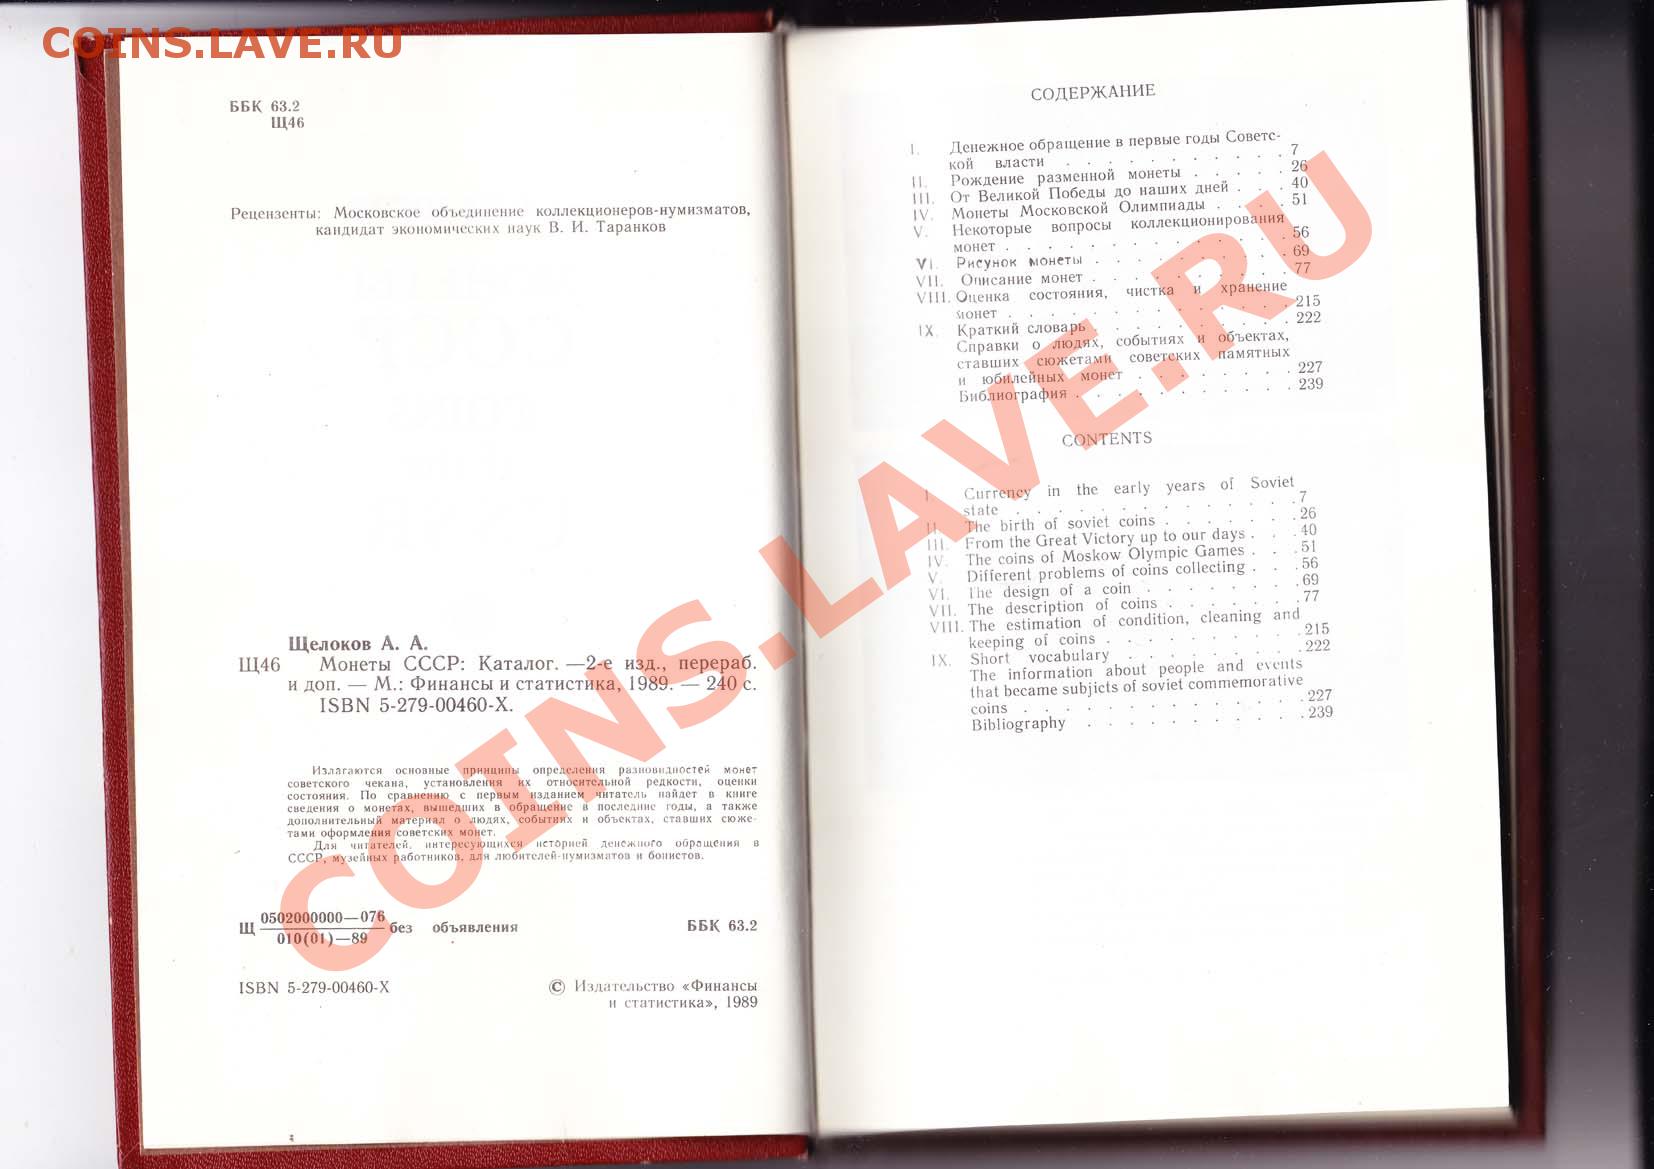 COINS.LAVE.RU
ББК 63.2
Щ46
Рецензенты: Московское объединение коллекционеров-нумизматов,
кандидат экономических наук В. И. Таранков
Щелоков А. А.
Щ46 Монеты СССР: Каталог. —2-е изд., перераб.
и доп. — М.: Финансы и статистика, 1989. — 240 с.
ISBN 5-279-00460-X.
Излагаются основные принципы определения разновидностей монет
советского чекана, установления их относительной редкости, оценки
состояния. По сравнению с первым изданием читатель найдет в книге
сведения о монетах, вышедших в обращение в последние годы, а также
дополнительный материал о людях, событиях и объектах, ставших сюже-
тами оформления советских монет.
Для читателей, интересующихся историей денежного обращения в
СССР, музейных работников, для любителей-нумизматов и бонистов.
Щ 0502000000—076
010(01)—89 без объявления ББК 63.2
ISBN 5-279-00460-X © Издательство «Финансы
и статистика», 1989
СОДЕРЖАНИЕ
I. Денежное обращение в первые годы Советс-
кой власти . . . . . . . . . . . 7
II. Рождение разменной монеты . . . . . 26
III. От Великой Победы до наших дней . . . 40
IV. Монеты Московской Олимпиады . . . . 51
V. Некоторые вопросы коллекционирования
монет . . . . . . . . . . . . . 56
VI. Рисунок монеты . . . . . . . . . 69
VII. Описание монет . . . . . . . . . 77
VIII. Оценка состояния, чистка и хранение
монет . . . . . . . . . . . . . 215
IX. Краткий словарь . . . . . . . . . 222
Справки о людях, событиях и объектах,
ставших сюжетами советских памятных
и юбилейных монет . . . . . . . . 227
Библиография . . . . . . . . . . 239
CONTENTS
I. Currency in the early years of Soviet
state . . . . . . . . . . . . . 7
II. The birth of soviet coins . . . . . . . 26
III. From the Great Victory up to our days . . . 40
IV. The coins of Moskow Olympic Games . . . 51
V. Different problems of coins collecting . . . 56
VI. The design of a coin . . . . . . . . 69
VII. The description of coins . . . . . . . 77
VIII. The estimation of condition, cleaning and
keeping of coins . . . . . . . . . 215
IX. Short vocabulary . . . . . . . . . 222
The information about people and events
that became subjicts of soviet commemorative
coins . . . . . . . . . . . . . 227
Bibliography . . . . . . . . . . 239
COINS.LAVE.RU